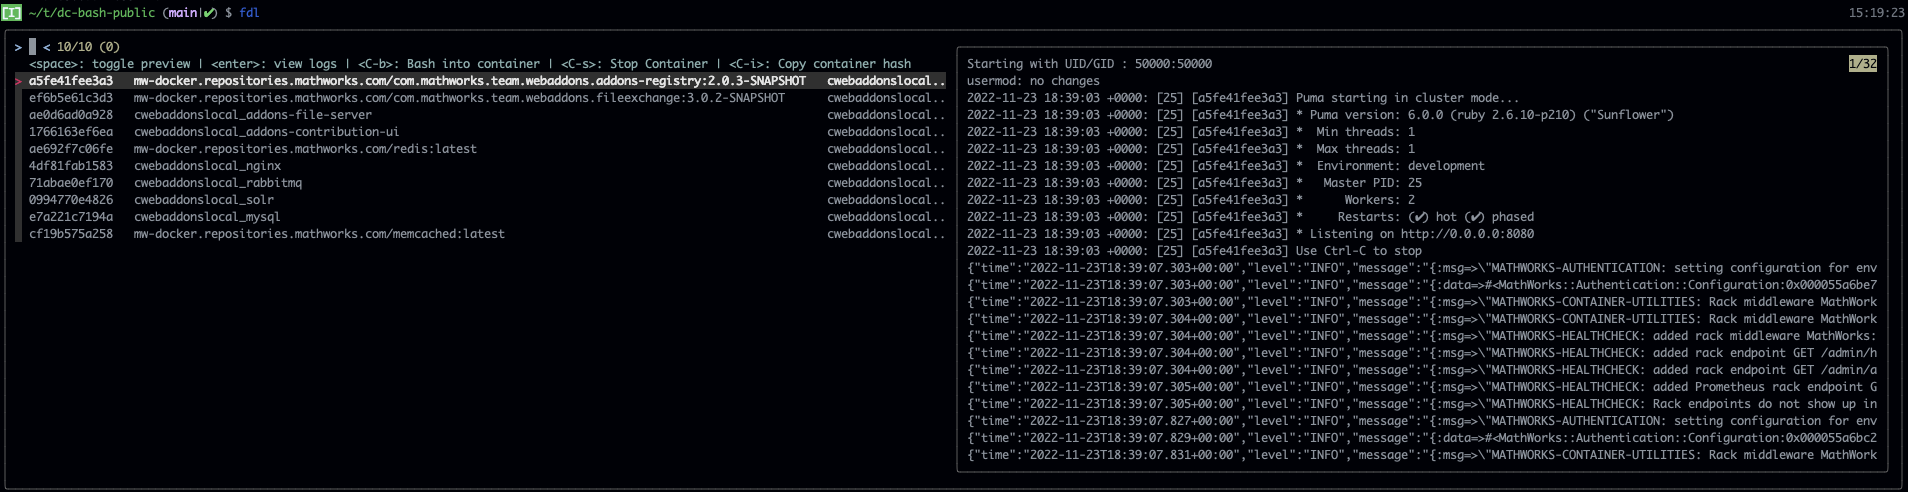 [I] ~/t/dc-bash-public (main|✔) $ fdl 15:19:23
> < 10/10 (0)
<space>: toggle preview | <enter>: view logs | <C-b>: Bash into container | <C-s>: Stop Container | <C-i>: Copy container hash
> a5fe41fee3a3 mw-docker.repositories.mathworks.com/com.mathworks.team.webaddons.addons-registry:2.0.3-SNAPSHOT cwebaddonslocal..
ef6b5e61c3d3 mw-docker.repositories.mathworks.com/com.mathworks.team.webaddons.fileexchange:3.0.2-SNAPSHOT cwebaddonslocal..
ae0d6ad0a928 cwebaddonslocal_addons-file-server cwebaddonslocal..
1766163ef6ea cwebaddonslocal_addons-contribution-ui cwebaddonslocal..
ae692f7c06fe mw-docker.repositories.mathworks.com/redis:latest cwebaddonslocal..
4df81fab1583 cwebaddonslocal_nginx cwebaddonslocal..
71abae0ef170 cwebaddonslocal_rabbitmq cwebaddonslocal..
0994770e4826 cwebaddonslocal_solr cwebaddonslocal..
e7a221c7194a cwebaddonslocal_mysql cwebaddonslocal..
cf19b575a258 mw-docker.repositories.mathworks.com/memcached:latest cwebaddonslocal..
Starting with UID/GID : 50000:50000 1/32
usermod: no changes
2022-11-23 18:39:03 +0000: [25] [a5fe41fee3a3] Puma starting in cluster mode...
2022-11-23 18:39:03 +0000: [25] [a5fe41fee3a3] * Puma version: 6.0.0 (ruby 2.6.10-p210) ("Sunflower")
2022-11-23 18:39:03 +0000: [25] [a5fe41fee3a3] * Min threads: 1
2022-11-23 18:39:03 +0000: [25] [a5fe41fee3a3] * Max threads: 1
2022-11-23 18:39:03 +0000: [25] [a5fe41fee3a3] * Environment: development
2022-11-23 18:39:03 +0000: [25] [a5fe41fee3a3] * Master PID: 25
2022-11-23 18:39:03 +0000: [25] [a5fe41fee3a3] * Workers: 2
2022-11-23 18:39:03 +0000: [25] [a5fe41fee3a3] * Restarts: (✔) hot (✔) phased
2022-11-23 18:39:03 +0000: [25] [a5fe41fee3a3] * Listening on http://0.0.0.0:8080
2022-11-23 18:39:03 +0000: [25] [a5fe41fee3a3] Use Ctrl-C to stop
{"time":"2022-11-23T18:39:07.303+00:00","level":"INFO","message":"{:msg=>\"MATHWORKS-AUTHENTICATION: setting configuration for env
{"time":"2022-11-23T18:39:07.303+00:00","level":"INFO","message":"{:data=>#<MathWorks::Authentication::Configuration:0x000055a6be7
{"time":"2022-11-23T18:39:07.303+00:00","level":"INFO","message":"{:msg=>\"MATHWORKS-CONTAINER-UTILITIES: Rack middleware MathWork
{"time":"2022-11-23T18:39:07.304+00:00","level":"INFO","message":"{:msg=>\"MATHWORKS-CONTAINER-UTILITIES: Rack middleware MathWork
{"time":"2022-11-23T18:39:07.304+00:00","level":"INFO","message":"{:msg=>\"MATHWORKS-HEALTHCHECK: added rack middleware MathWorks:
{"time":"2022-11-23T18:39:07.304+00:00","level":"INFO","message":"{:msg=>\"MATHWORKS-HEALTHCHECK: added rack endpoint GET /admin/h
{"time":"2022-11-23T18:39:07.304+00:00","level":"INFO","message":"{:msg=>\"MATHWORKS-HEALTHCHECK: added rack endpoint GET /admin/a
{"time":"2022-11-23T18:39:07.305+00:00","level":"INFO","message":"{:msg=>\"MATHWORKS-HEALTHCHECK: added Prometheus rack endpoint G
{"time":"2022-11-23T18:39:07.305+00:00","level":"INFO","message":"{:msg=>\"MATHWORKS-HEALTHCHECK: Rack endpoints do not show up in
{"time":"2022-11-23T18:39:07.827+00:00","level":"INFO","message":"{:msg=>\"MATHWORKS-AUTHENTICATION: setting configuration for env
{"time":"2022-11-23T18:39:07.829+00:00","level":"INFO","message":"{:data=>#<MathWorks::Authentication::Configuration:0x000055a6bc2
{"time":"2022-11-23T18:39:07.831+00:00","level":"INFO","message":"{:msg=>\"MATHWORKS-CONTAINER-UTILITIES: Rack middleware MathWork